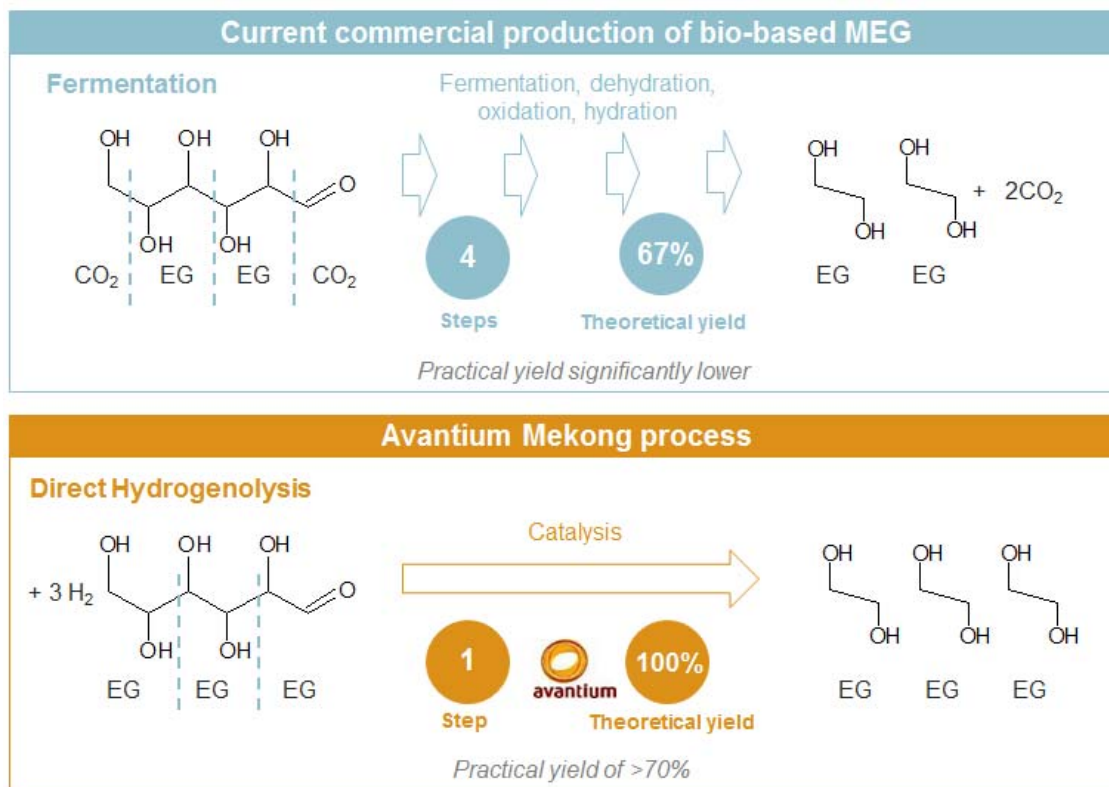 Current commercial production of bio-based MEG
Fermentation
Fermentation, dehydration,
oxidation, hydration
OH OH OH
O
OH OH
CO₂ EG EG CO₂
4
Steps
67%
Theoretical yield
OH OH
OH OH
+ 2CO₂
EG EG
Practical yield significantly lower
Avantium Mekong process
Direct Hydrogenolysis
+ 3 H₂
OH OH OH
O
OH OH
EG EG EG
Catalysis
1
Step
avantium
100%
Theoretical yield
OH OH OH
OH OH OH
EG EG EG
Practical yield of >70%